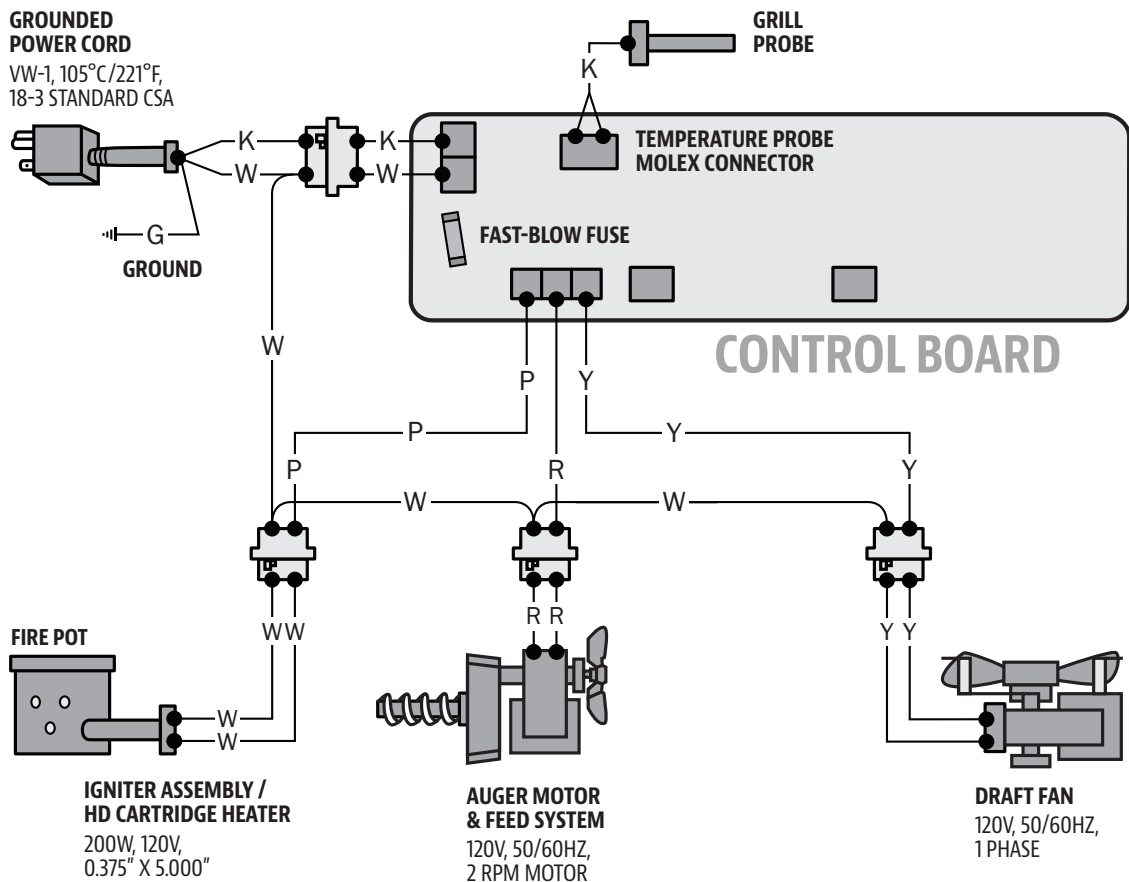 GROUNDED
POWER CORD
VW-1, 105°C/221°F,
18-3 STANDARD CSA
GRILL
PROBE
K
K
K
W
W
TEMPERATURE PROBE
MOLEX CONNECTOR
G
GROUND
FAST-BLOW FUSE
W
CONTROL BOARD
P
Y
P
Y
P
R
Y
W
W
FIRE POT
W W
R R
Y Y
W
W
IGNITER ASSEMBLY /
HD CARTRIDGE HEATER
200W, 120V,
0.375" X 5.000"
AUGER MOTOR
& FEED SYSTEM
120V, 50/60HZ,
2 RPM MOTOR
DRAFT FAN
120V, 50/60HZ,
1 PHASE